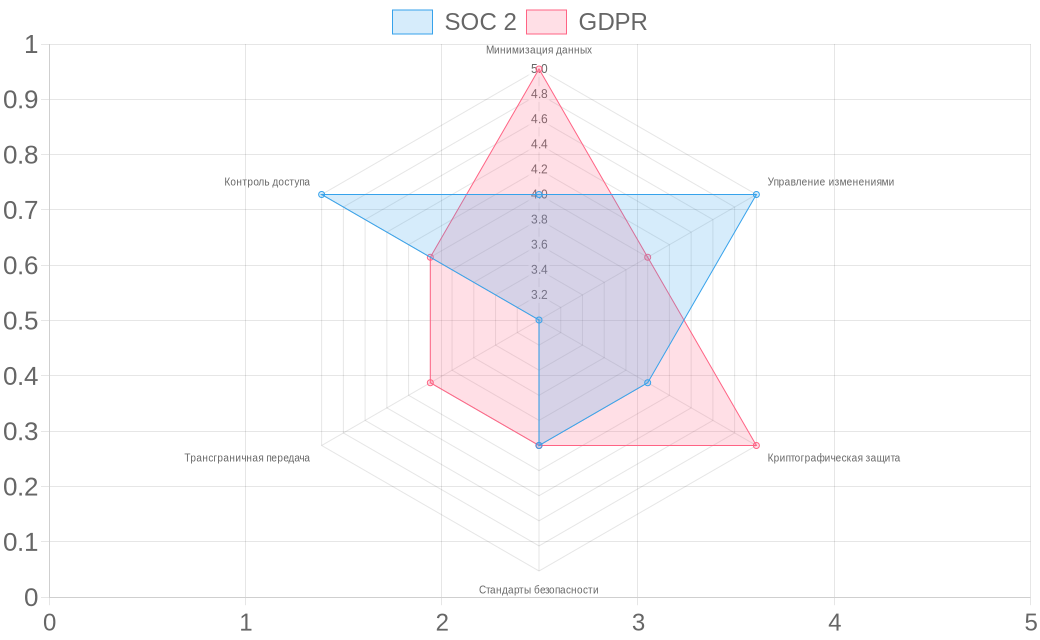 SOC 2 GDPR
1
0.9
0.8
0.7
0.6
0.5
0.4
0.3
0.2
0.1
0
0 1 2 3 4 5
Минимизация данных
5.0
4.8
4.6
4.4
4.2
4.0
3.8
3.6
3.4
3.2
Контроль доступа
Управление изменениями
Трансграничная передача
Криптографическая защита
Стандарты безопасности